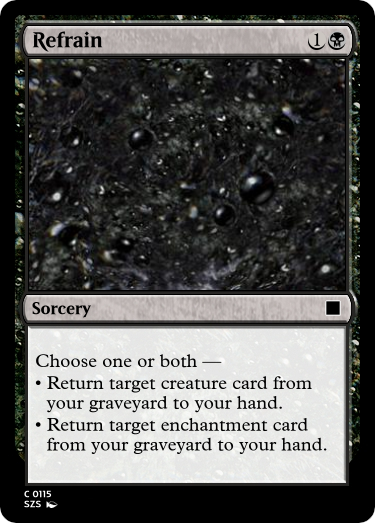 Refrain 1
Sorcery
Choose one or both —
• Return target creature card from
your graveyard to your hand.
• Return target enchantment card
from your graveyard to your hand.
C 0115
SZS